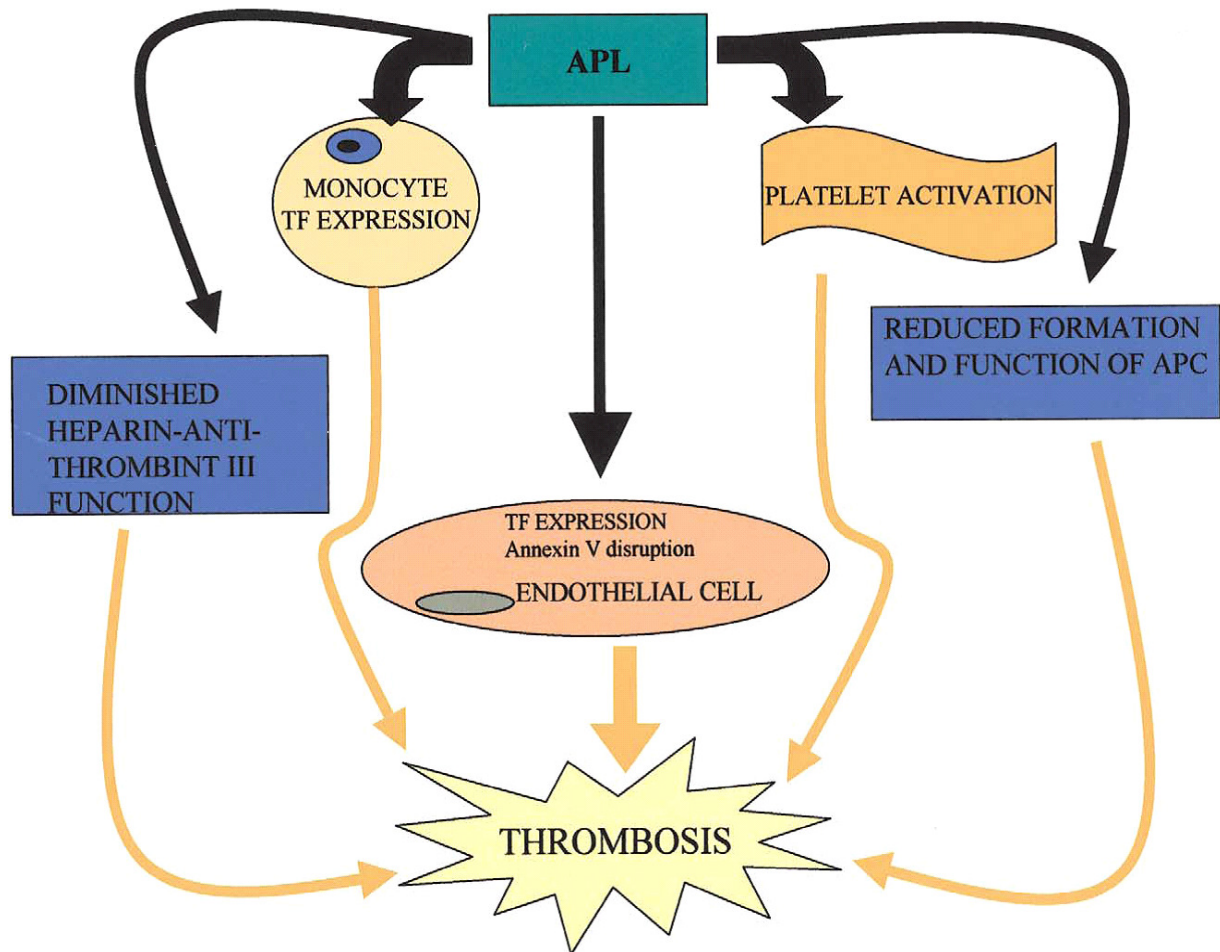 APL
MONOCYTE
TF EXPRESSION
PLATELET ACTIVATION
DIMINISHED
HEPARIN-ANTI-
THROMBINT III
FUNCTION
REDUCED FORMATION
AND FUNCTION OF APC
TF EXPRESSION
Annexin V disruption
ENDOTHELIAL CELL
THROMBOSIS